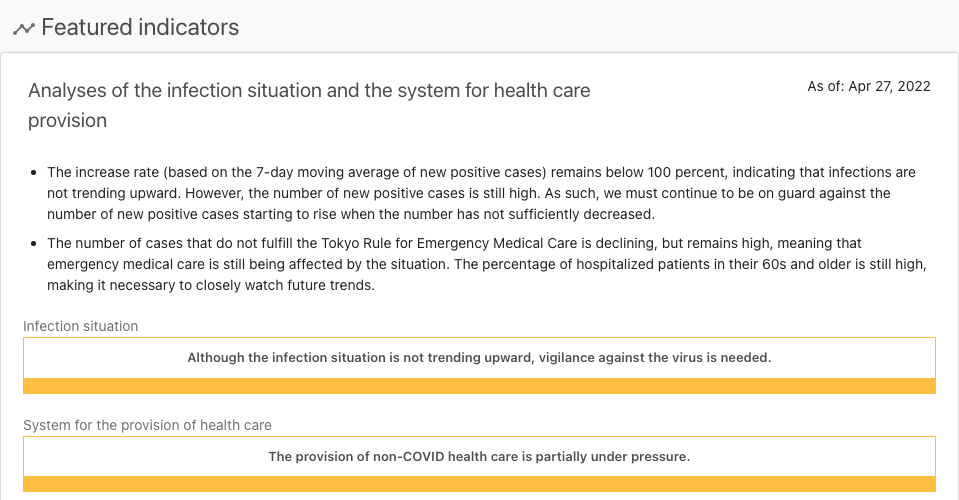 Featured indicators
Analyses of the infection situation and the system for health care
provision
As of: Apr 27, 2022
The increase rate (based on the 7-day moving average of new positive cases) remains below 100 percent, indicating that infections are
not trending upward. However, the number of new positive cases is still high. As such, we must continue to be on guard against the
number of new positive cases starting to rise when the number has not sufficiently decreased.
The number of cases that do not fulfill the Tokyo Rule for Emergency Medical Care is declining, but remains high, meaning that
emergency medical care is still being affected by the situation. The percentage of hospitalized patients in their 60s and older is still high,
making it necessary to closely watch future trends.
Infection situation
Although the infection situation is not trending upward, vigilance against the virus is needed.
System for the provision of health care
The provision of non-COVID health care is partially under pressure.